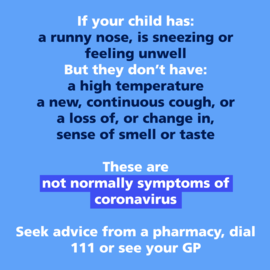 If your child has:
a runny nose, is sneezing or
feeling unwell
But they don't have:
a high temperature
a new, continuous cough, or
a loss of, or change in,
sense of smell or taste
These are
not normally symptoms of
coronavirus
Seek advice from a pharmacy, dial
111 or see your GP